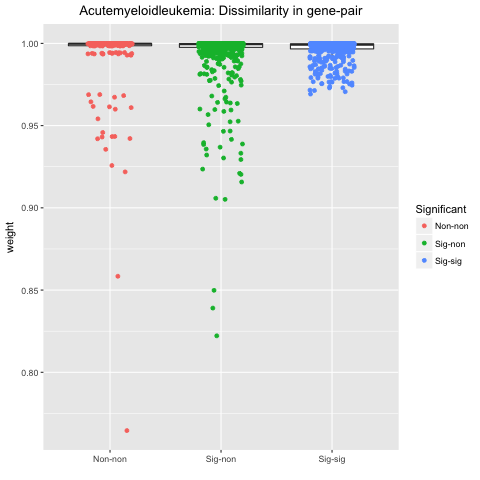 Acutemyeloidleukemia: Dissimilarity in gene-pair
1.00
0.95
0.90
0.85
0.80
weight
Non-non
Sig-non
Sig-sig
Significant
Non-non
Sig-non
Sig-sig